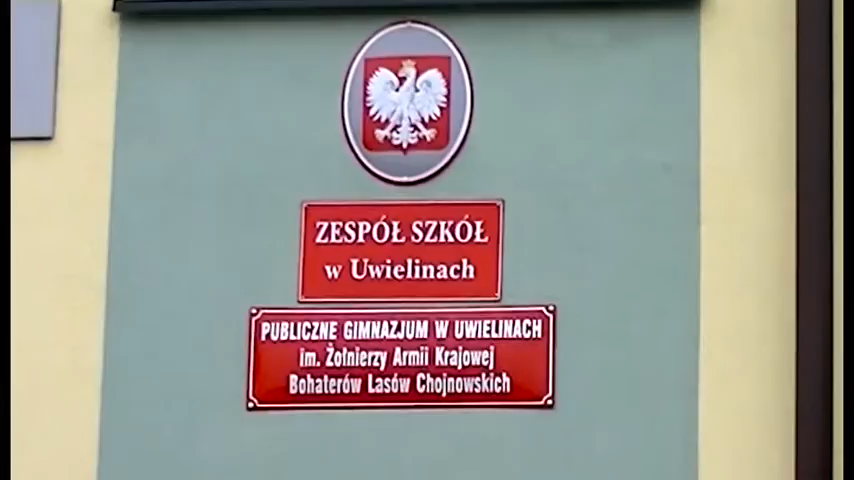 ZESPÓŁ SZKÓŁ
w Uwielinach
PUBLICZNE GIMNAZJUM W UWIELINACH
im. Żołnierzy Armii Krajowej
Bohaterów Lasów Chojnowskich